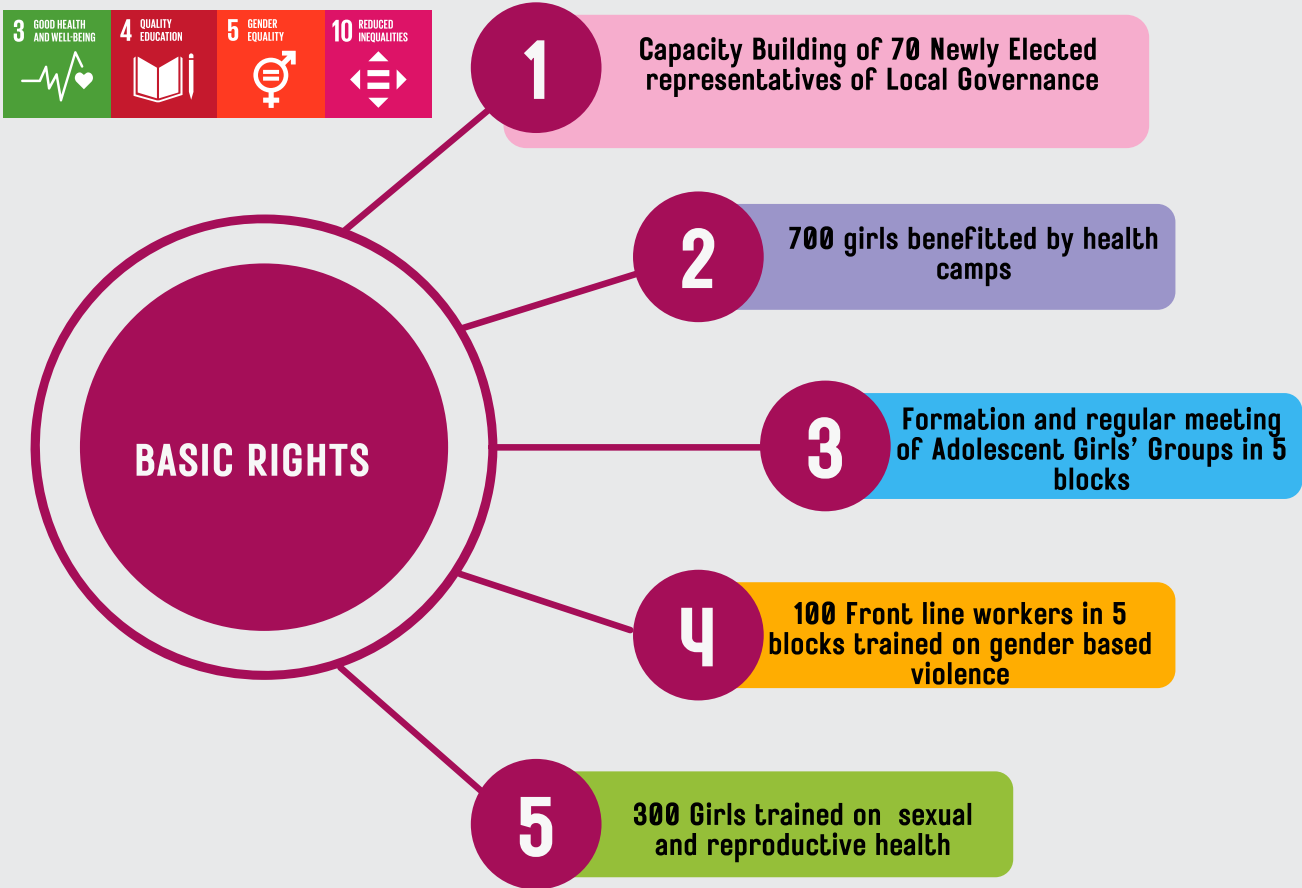 3 GOOD HEALTH
AND WELL-BEING
4 QUALITY
EDUCATION
5 GENDER
EQUALITY
10 REDUCED
INEQUALITIES
1
Capacity Building of 70 Newly Elected
representatives of Local Governance
2
700 girls benefitted by health
camps
BASIC RIGHTS
3
Formation and regular meeting
of Adolescent Girls' Groups in 5
blocks
4
100 Front line workers in 5
blocks trained on gender based
violence
5
300 Girls trained on sexual
and reproductive health